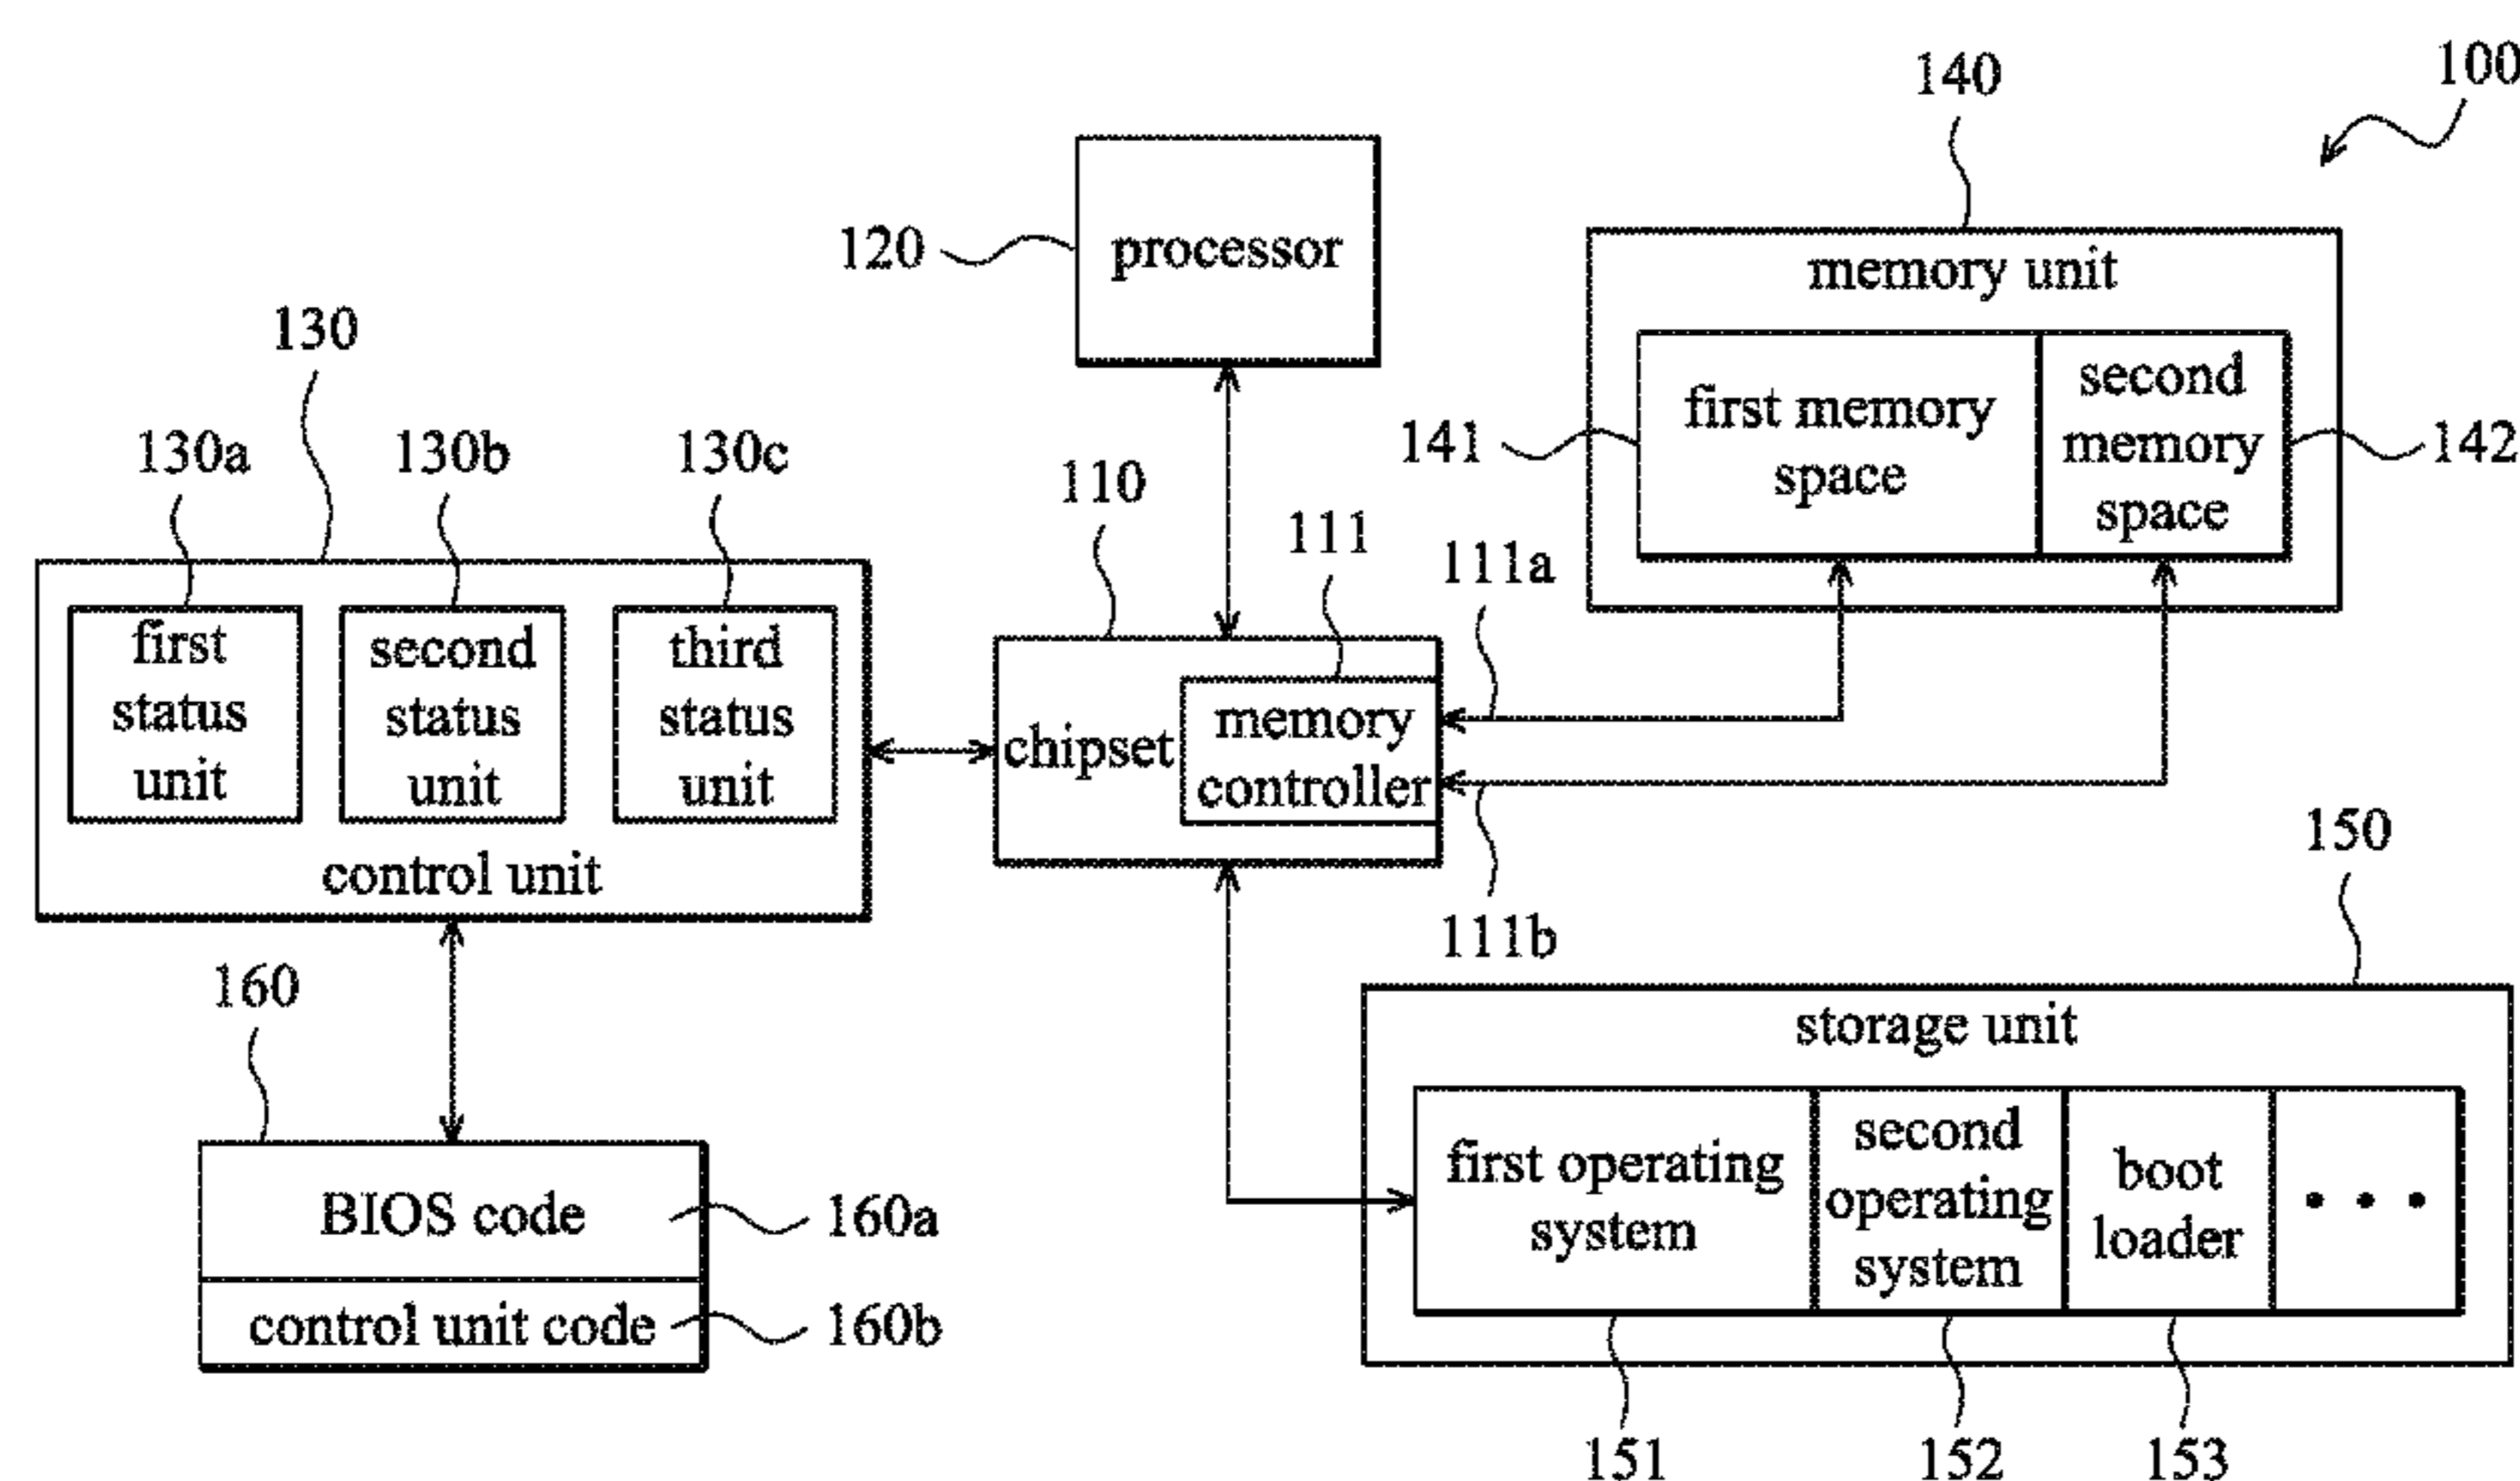 100
140
120
processor
memory unit
130
first memory
space
second
memory
space
141
142
130a
130b
130c
110
111
111a
first
status
unit
second
status
unit
third
status
unit
control unit
chipset
memory
controller
111b
150
160
storage unit
BIOS code
160a
control unit code
160b
first operating
system
second
operating
system
boot
loader
• • •
151
152
153